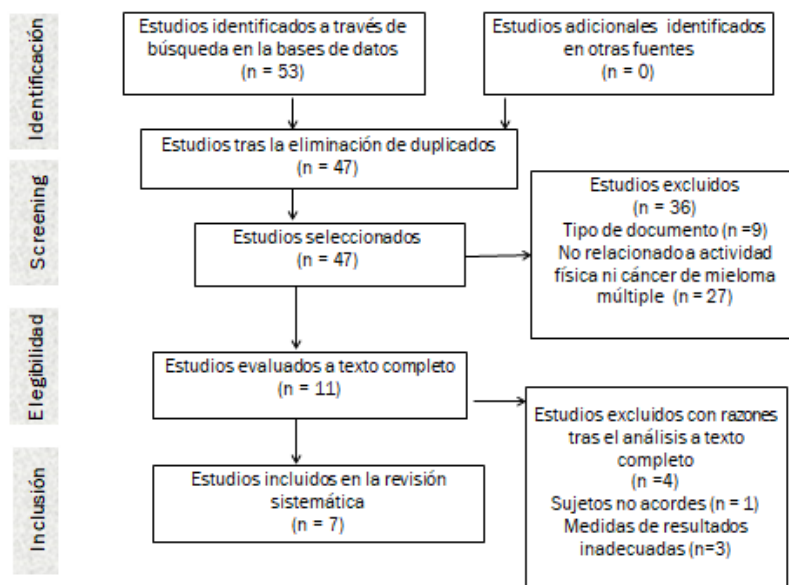 Identificación
Estudios identificados a través de
búsqueda en la bases de datos
(n = 53)
Estudios adicionales identificados
en otras fuentes
(n = 0)
Estudios tras la eliminación de duplicados
(n = 47)
Screening
Estudios seleccionados
(n = 47)
Estudios excluidos
(n = 36)
Tipo de documento (n =9)
No relacionado a actividad
física ni cáncer de mieloma
múltiple (n = 27)
Elegibilidad
Estudios evaluados a texto completo
(n = 11)
Estudios excluidos con razones
tras el análisis a texto
completo
(n =4)
Sujetos no acordes (n = 1)
Medidas de resultados
inadecuadas (n=3)
Inclusión
Estudios incluidos en la revisión
sistemática
(n = 7)